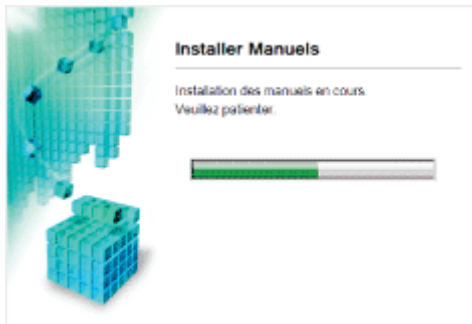 Installer Manuels
Installation des manuels en cours.
Veuillez patienter.